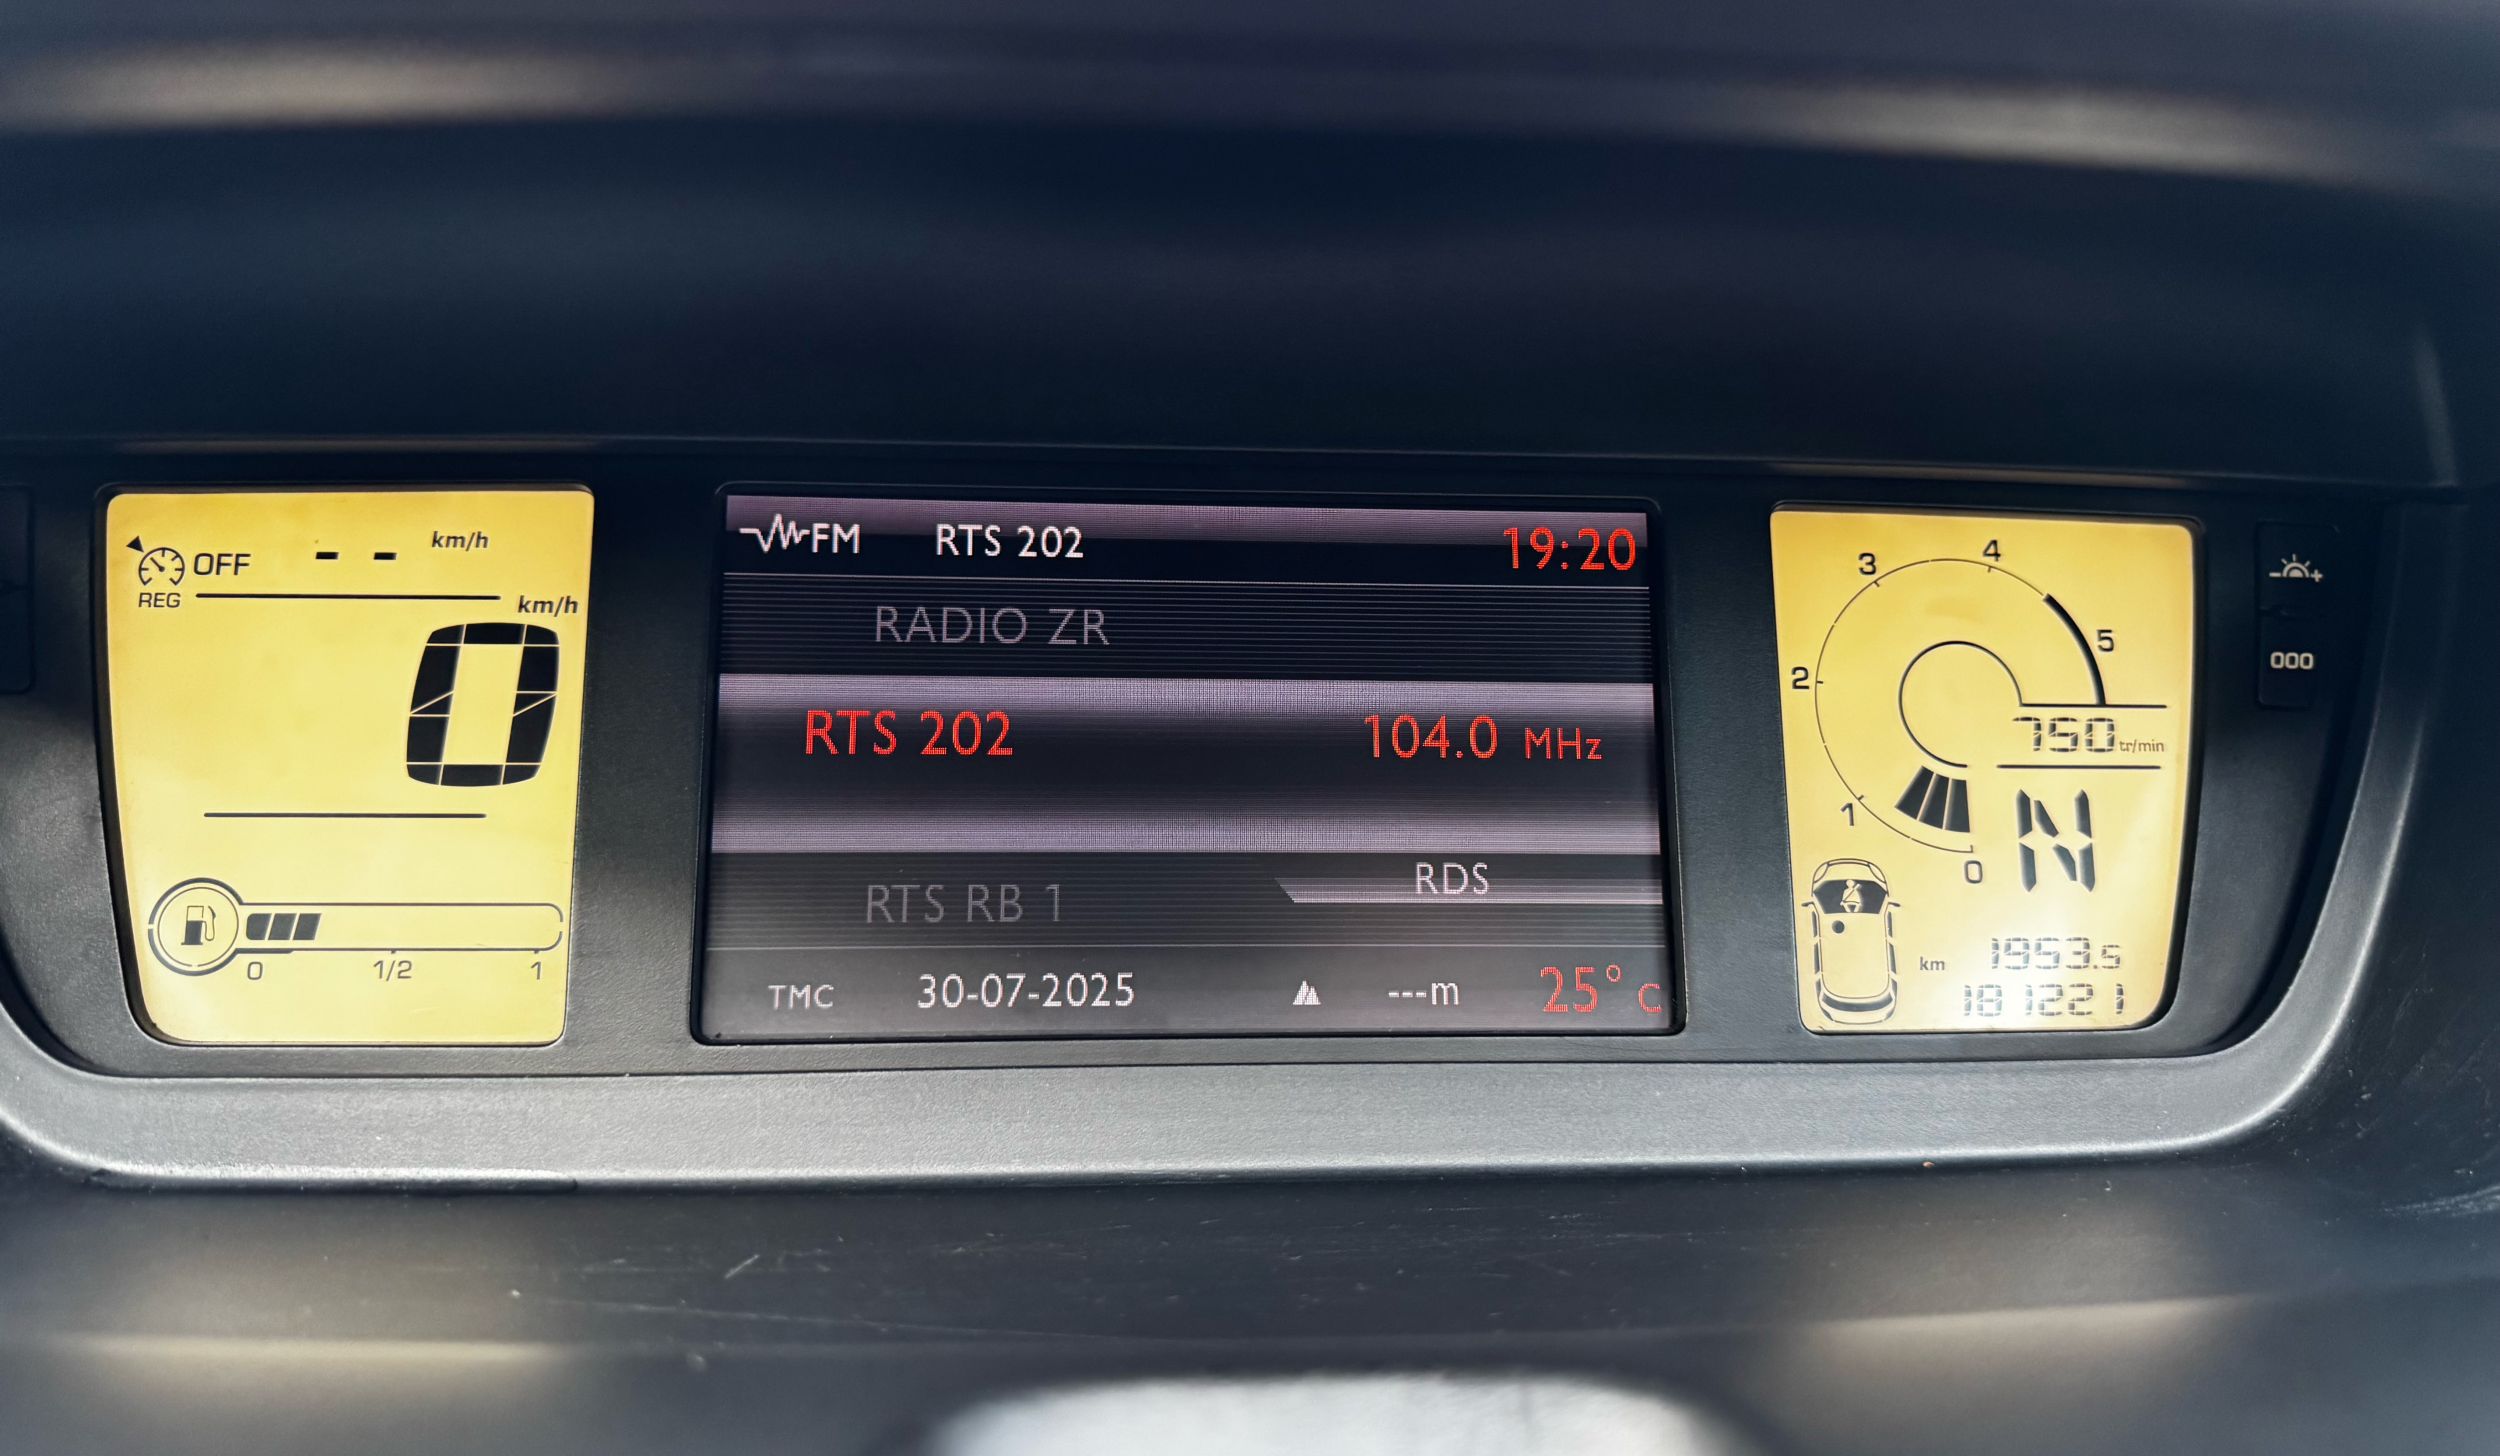 OFF -- km/h
REG
km/h
0
0 1/2 1
FM RTS 202 19:20
RADIO ZR
RTS 202 104.0 MHz
RTS RB 1 RDS
TMC 30-07-2025 ---m 25° C
4
3
5
2
750 tr/min
1
N
0
km 1953.5
181221
000